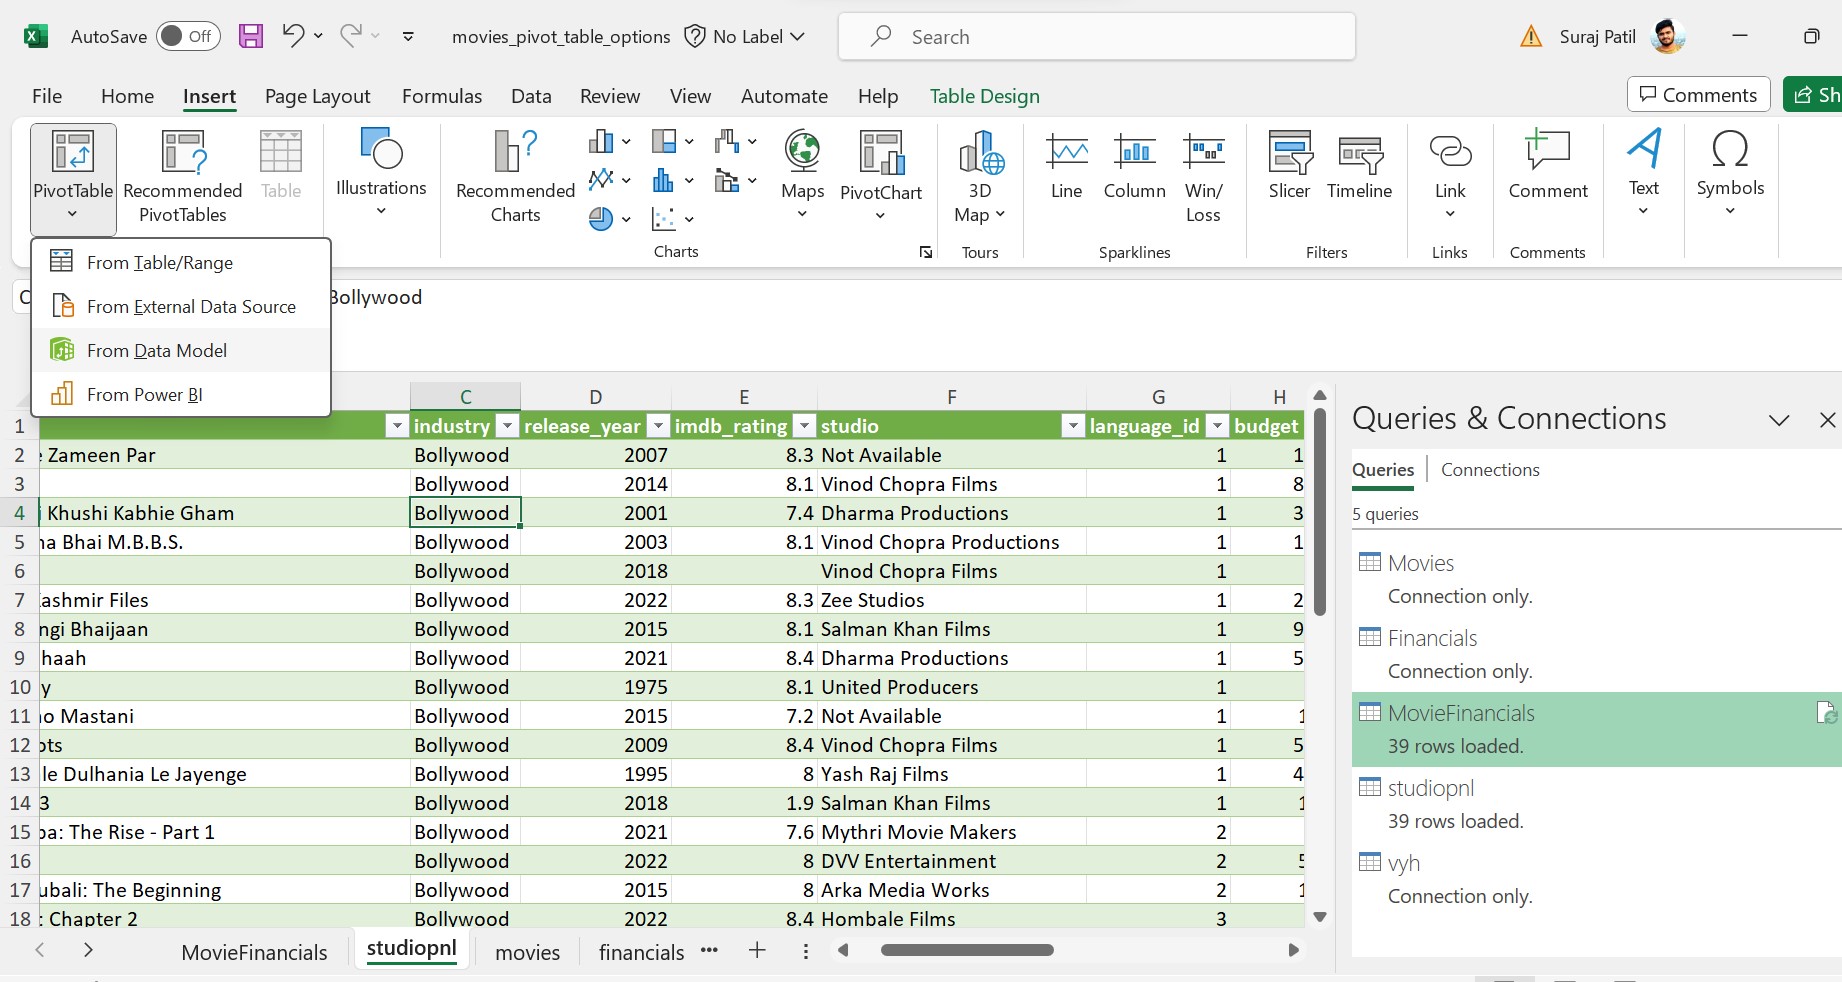 AutoSave Off movies_pivot_table_options No Label Search Suraj Patil
File Home Insert Page Layout Formulas Data Review View Automate Help Table Design Comments Sh
PivotTable Recommended PivotTables Table Illustrations Recommended Charts Maps PivotChart 3D Map Line Column Win/ Loss Slicer Timeline Link Comment Text Symbols
Charts Tours Sparklines Filters Links Comments
From Table/Range
From External Data Source
From Data Model
From Power BI
C Bollywood
C D E F G H
1 industry release_year imdb_rating studio language_id budget
2 Zameen Par Bollywood 2007 8.3 Not Available 1 1
3 Bollywood 2014 8.1 Vinod Chopra Films 1 8
4 i Khushi Kabhie Gham Bollywood 2001 7.4 Dharma Productions 1 3
5 na Bhai M.B.B.S. Bollywood 2003 8.1 Vinod Chopra Productions 1 1
6 Bollywood 2018 Vinod Chopra Films 1
7 ashmir Files Bollywood 2022 8.3 Zee Studios 1 2
8 ngi Bhaijaan Bollywood 2015 8.1 Salman Khan Films 1 9
9 haah Bollywood 2021 8.4 Dharma Productions 1 5
10 y Bollywood 1975 8.1 United Producers 1
11 o Mastani Bollywood 2015 7.2 Not Available 1 1
12 ots Bollywood 2009 8.4 Vinod Chopra Films 1 5
13 le Dulhania Le Jayenge Bollywood 1995 8 Yash Raj Films 1 4
14 3 Bollywood 2018 1.9 Salman Khan Films 1 1
15 pa: The Rise - Part 1 Bollywood 2021 7.6 Mythri Movie Makers 2
16 Bollywood 2022 8 DVV Entertainment 2 5
17 ubali: The Beginning Bollywood 2015 8 Arka Media Works 2 1
18 : Chapter 2 Bollywood 2022 8.4 Hombale Films 3
MovieFinancials studiopnl movies financials ...
Queries & Connections
Queries Connections
5 queries
Movies
Connection only.
Financials
Connection only.
MovieFinancials
39 rows loaded.
studiopnl
39 rows loaded.
vyh
Connection only.